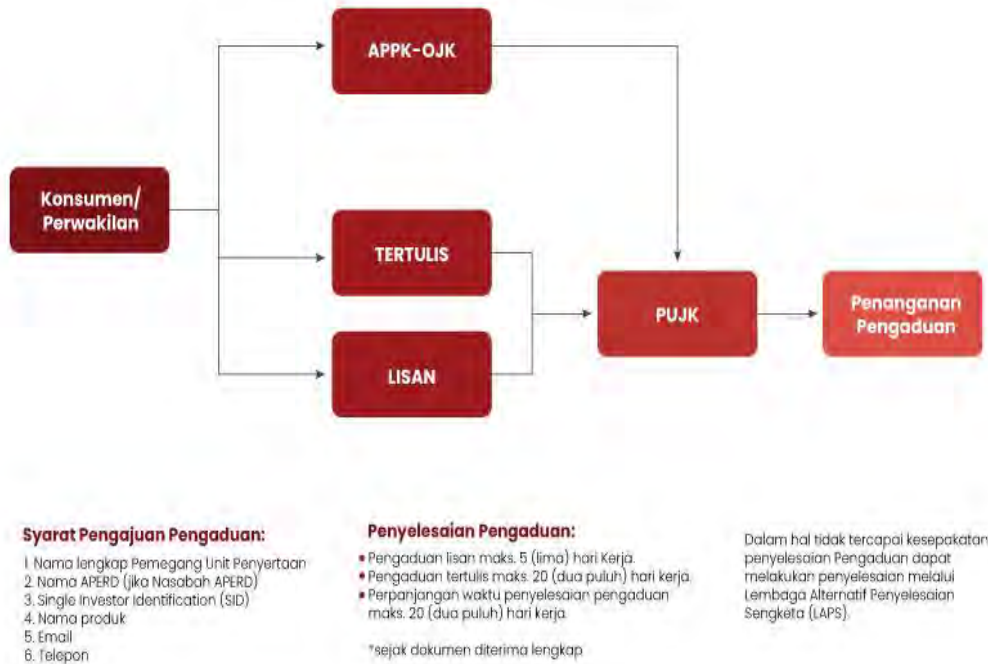 APPK-OJK
Konsumen/
Perwakilan
TERTULIS
LISAN
PUJK
Penanganan
Pengaduan
Syarat Pengajuan Pengaduan:
1. Nama lengkap Pemegang Unit Penyertaan
2. Nama APERD (jika Nasabah APERD)
3. Single Investor Identification (SID)
4. Nama produk
5. Email
6. Telepon
Penyelesaian Pengaduan:
• Pengaduan lisan maks. 5 (lima) hari Kerja.
• Pengaduan tertulis maks. 20 (dua puluh) hari kerja.
• Perpanjangan waktu penyelesaian pengaduan
maks. 20 (dua puluh) hari kerja.
*sejak dokumen diterima lengkap
Dalam hal tidak tercapai kesepakatan
penyelesaian Pengaduan dapat
melakukan penyelesaian melalui
Lembaga Alternatif Penyelesaian
Sengketa (LAPS).